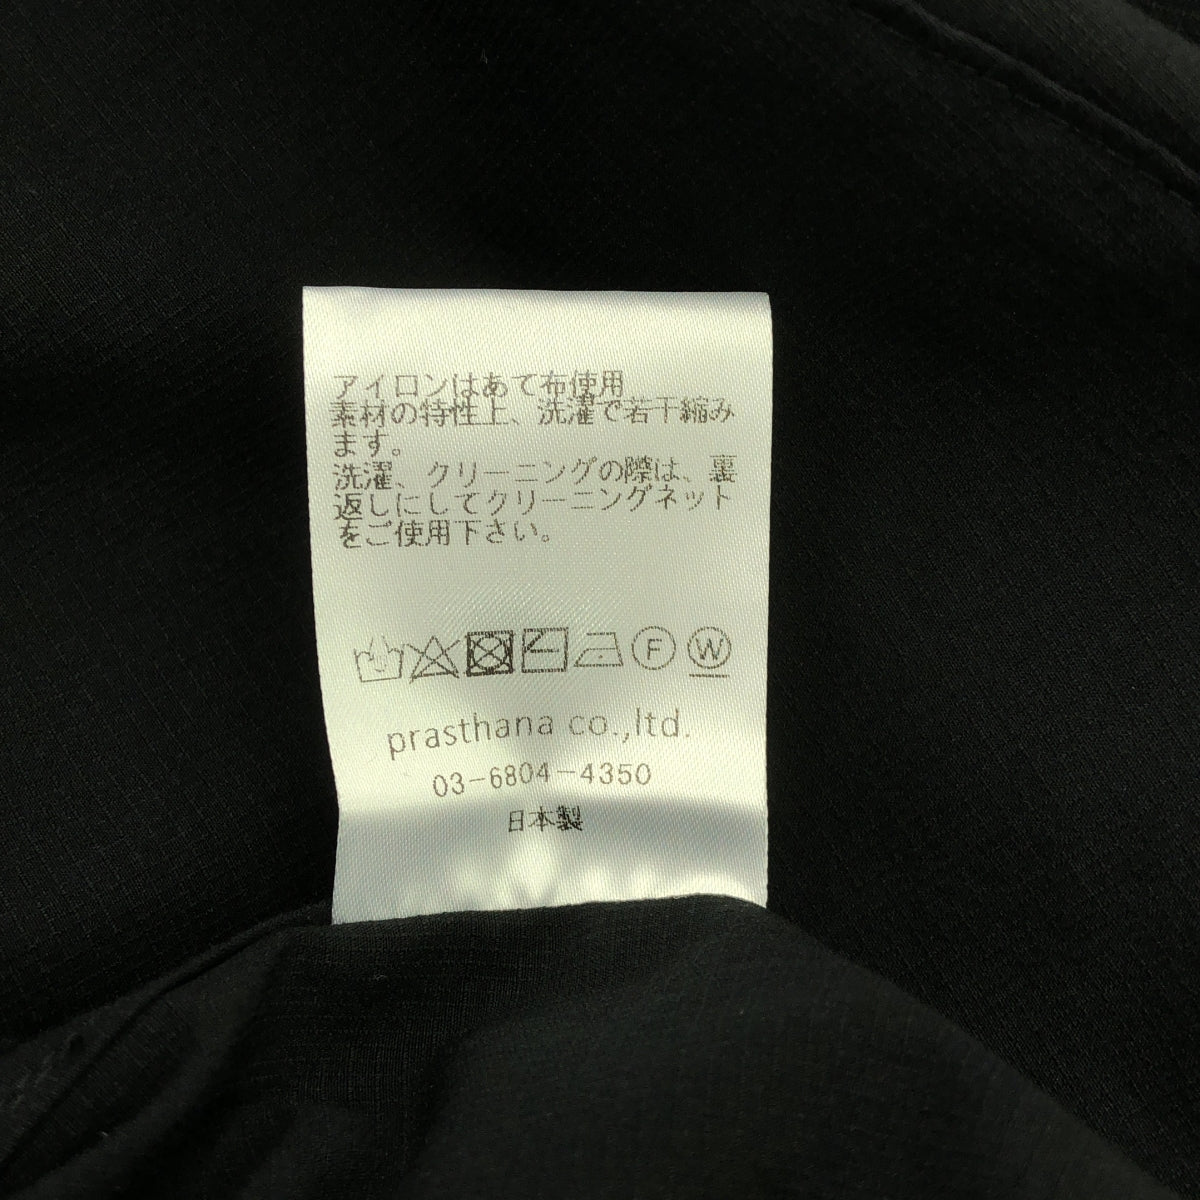 アイロンはあて布使用
素材の特性上、洗濯で若干縮み
ます。
洗濯、クリーニングの際は、裏
返しにしてクリーニングネット
をご使用下さい。
F W
prasthana co.,ltd.
03-6804-4350
日本製